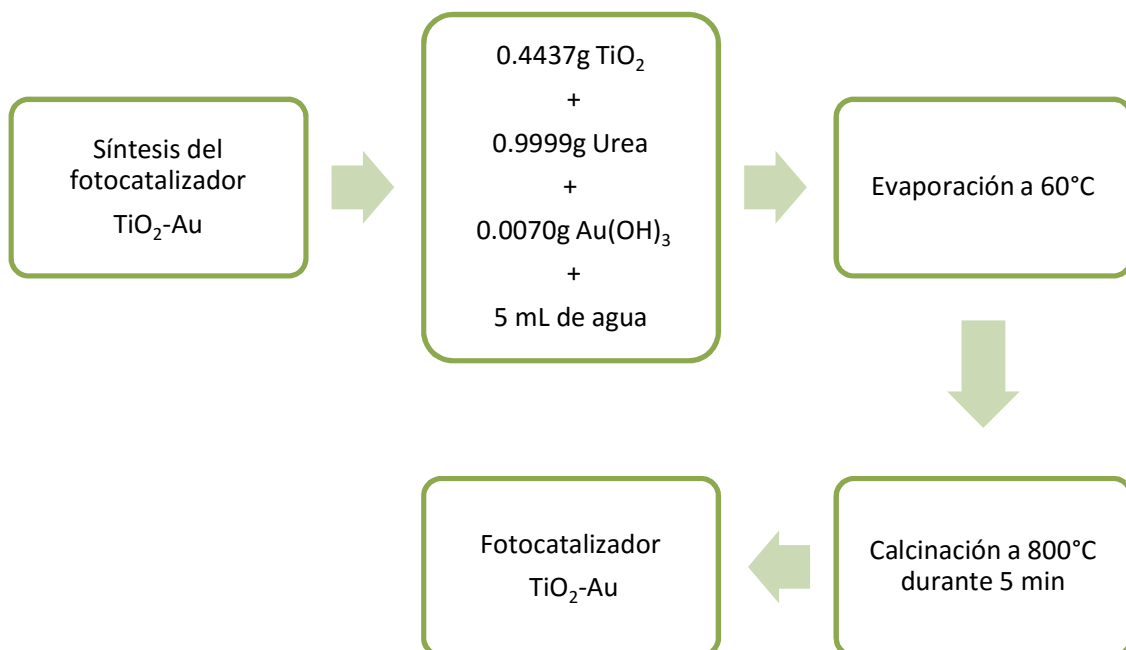 Síntesis del
fotocatalizador
TiO₂-Au
0.4437g TiO₂
+
0.9999g Urea
+
0.0070g Au(OH)₃
+
5 mL de agua
Evaporación a 60°C
Calcinación a 800°C
durante 5 min
Fotocatalizador
TiO₂-Au